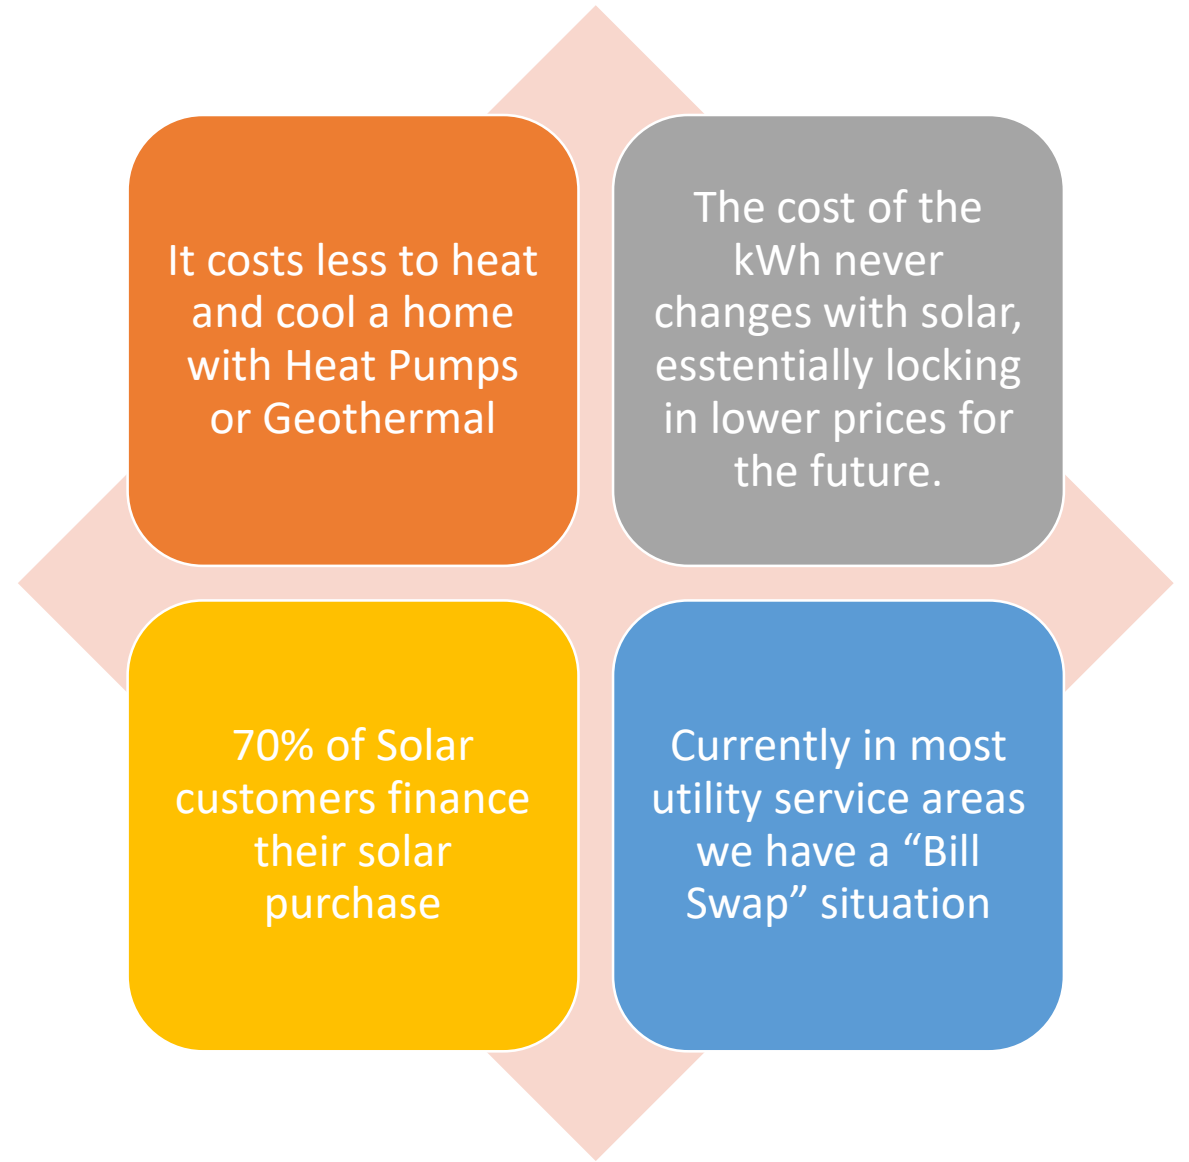 It costs less to heat
and cool a home
with Heat Pumps
or Geothermal
The cost of the
kWh never
changes with solar,
esstentially locking
in lower prices for
the future.
70% of Solar
customers finance
their solar
purchase
Currently in most
utility service areas
we have a “Bill
Swap” situation